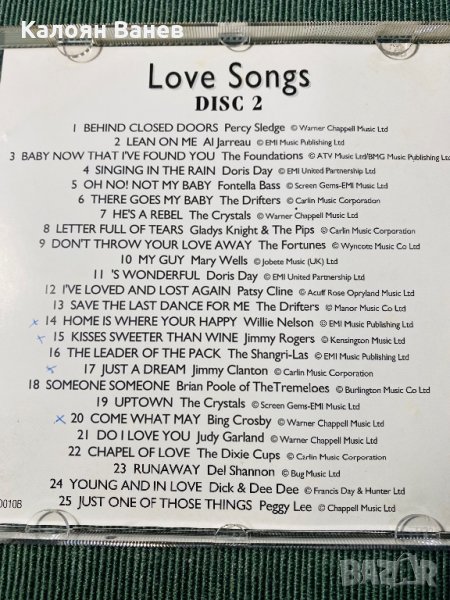 Калоян Ванев
Love Songs
DISC 2
1 BEHIND CLOSED DOORS Percy Sledge © Warner Chappell Music Ltd
2 LEAN ON ME Al Jarreau © EMI Music Publishing Ltd
3 BABY NOW THAT I'VE FOUND YOU The Foundations © ATV Music Ltd/BMG Music Publishing Ltd
4 SINGING IN THE RAIN Doris Day © EMI United Partnership Ltd
5 OH NO! NOT MY BABY Fontella Bass © Screen Gems-EMI Music Ltd
6 THERE GOES MY BABY The Drifters © Carlin Music Corporation
7 HE'S A REBEL The Crystals © Warner Chappell Music Ltd
8 LETTER FULL OF TEARS Gladys Knight & The Pips © Carlin Music Corporation
9 DON'T THROW YOUR LOVE AWAY The Fortunes © Wyncote Music Co Ltd
10 MY GUY Mary Wells © Jobete Music (UK) Ltd
11 'S WONDERFUL Doris Day © EMI United Partnership Ltd
12 I'VE LOVED AND LOST AGAIN Patsy Cline © Acuff Rose Opryland Music Ltd
13 SAVE THE LAST DANCE FOR ME The Drifters © Manor Music Co Ltd
x 14 HOME IS WHERE YOUR HAPPY Willie Nelson © EMI Music Publishing Ltd
x 15 KISSES SWEETER THAN WINE Jimmy Rogers © Kensington Music Ltd
16 THE LEADER OF THE PACK The Shangri-Las © EMI Music Publishing Ltd
x 17 JUST A DREAM Jimmy Clanton © Carlin Music Corporation
18 SOMEONE SOMEONE Brian Poole of TheTremeloes © Burlington Music Co Ltd
19 UPTOWN The Crystals © Screen Gems-EMI Music Ltd
x 20 COME WHAT MAY Bing Crosby © Warner Chappell Music Ltd
21 DO I LOVE YOU Judy Garland © Warner Chappell Music Ltd
22 CHAPEL OF LOVE The Dixie Cups © Carlin Music Corporation
23 RUNAWAY Del Shannon © Bug Music Ltd
24 YOUNG AND IN LOVE Dick & Dee Dee © Francis Day & Hunter Ltd
25 JUST ONE OF THOSE THINGS Peggy Lee © Chappell Music Ltd
BAZAR